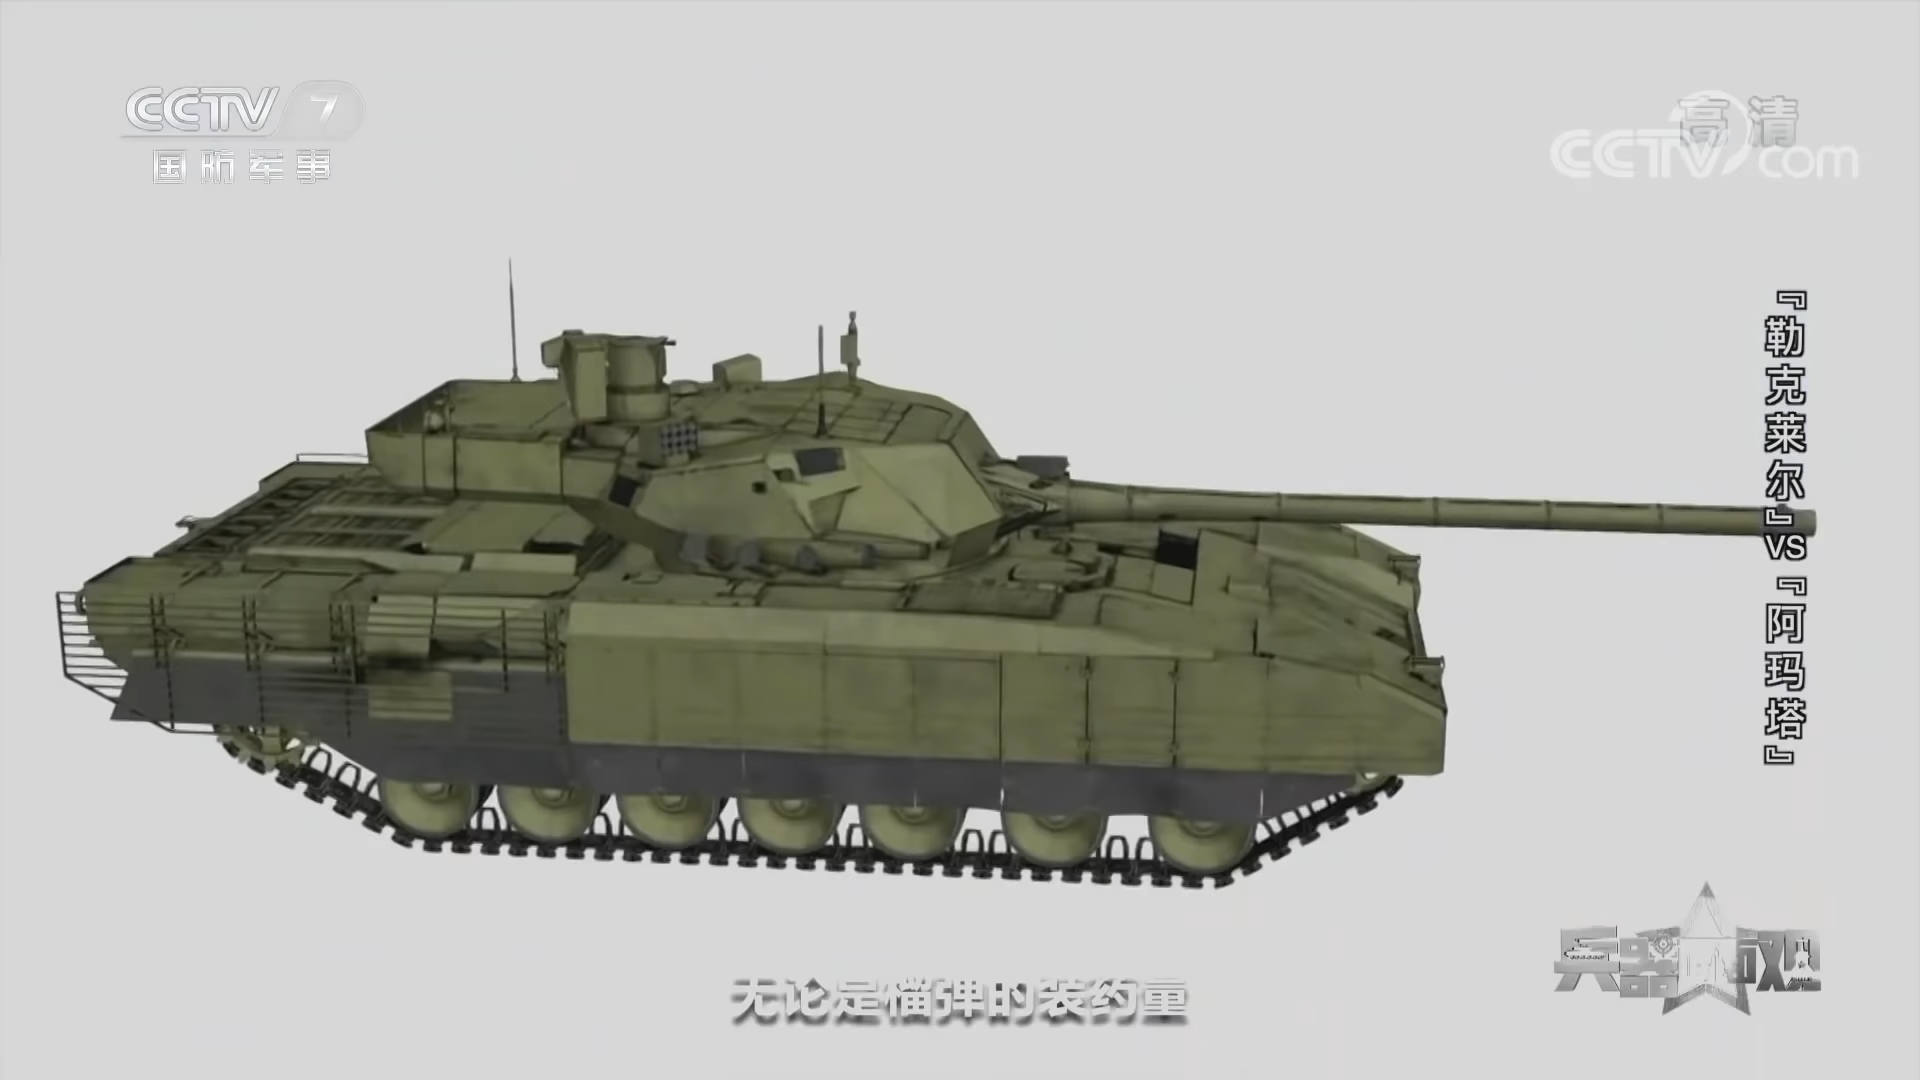 CCTV 7
国防军事
高清
CCTV.com
『勒克莱尔』VS『阿玛塔』
兵器面面观
无论是榴弹的装药量